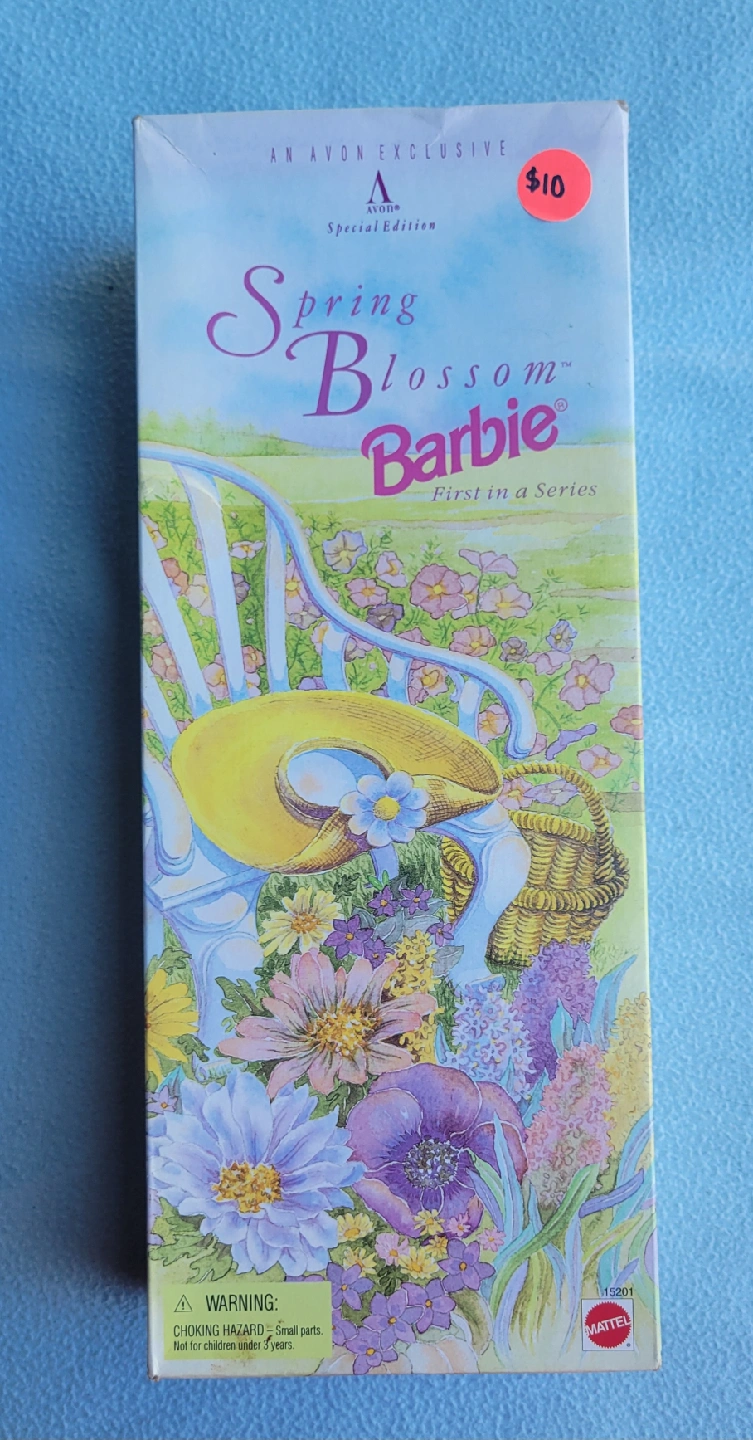 AN AVON EXCLUSIVE
$10
AVON®
Special Edition
Spring
Blossom™
Barbie®
First in a Series
WARNING:
CHOKING HAZARD – Small parts.
Not for children under 3 years.
15201
MATTEL